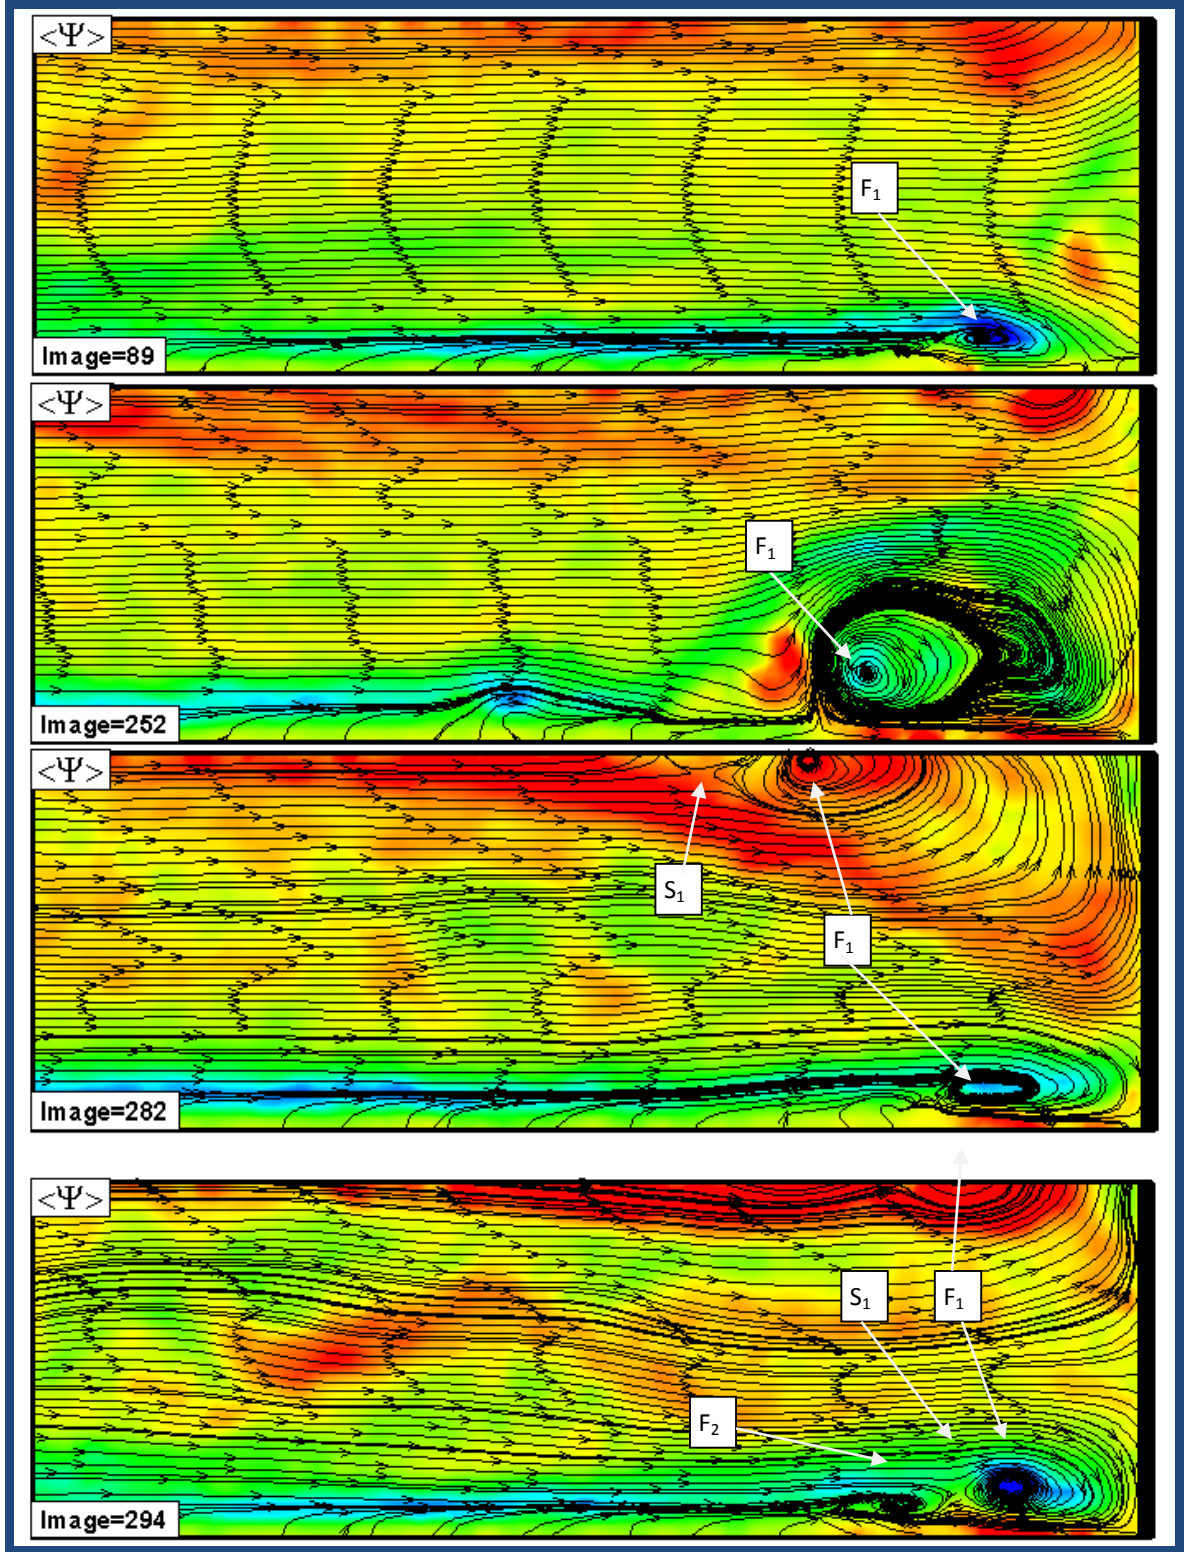 <Ψ>
F₁
Image=89
<Ψ>
F₁
Image=252
<Ψ>
S₁
F₁
Image=282
<Ψ>
S₁ F₁
F₂
Image=294